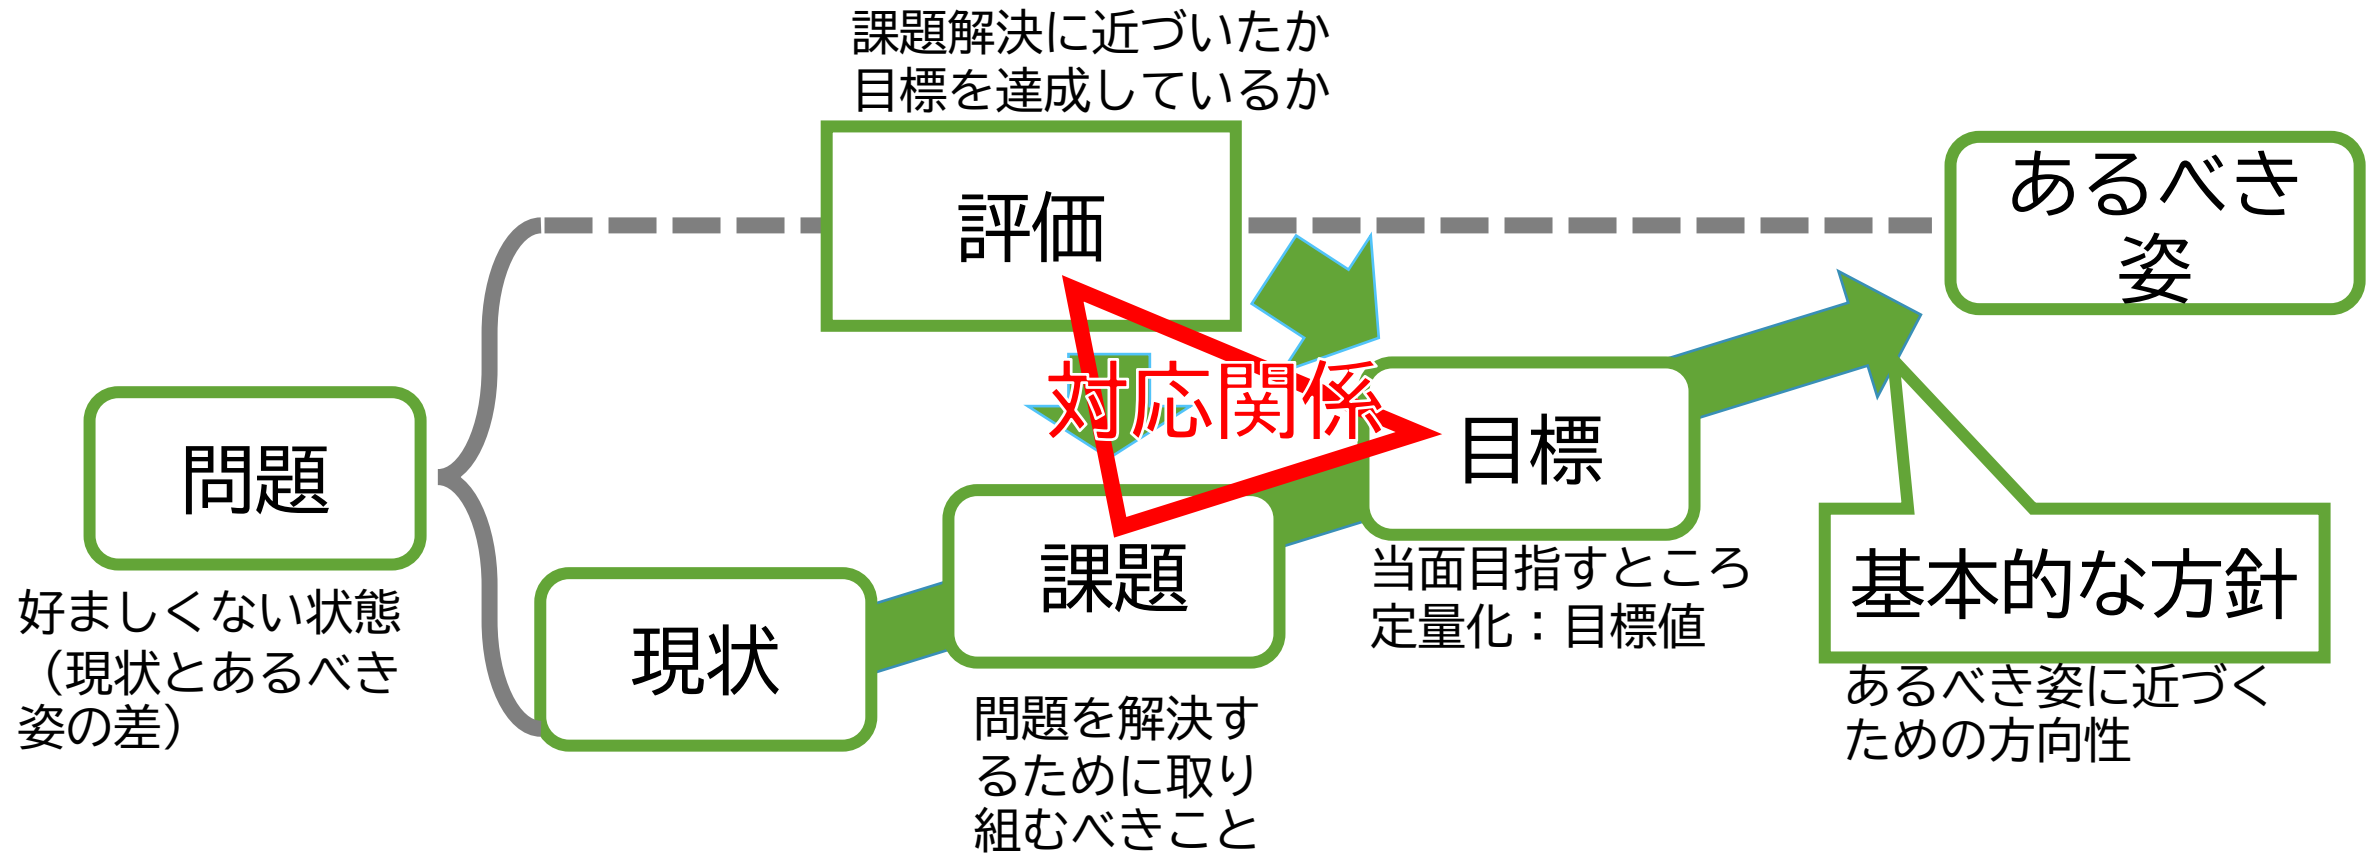 課題解決に近づいたか
目標を達成しているか
評価
あるべき
姿
対応関係
問題
好ましくない状態
（現状とあるべき
姿の差）
現状
課題
問題を解決す
るために取り
組むべきこと
目標
当面目指すところ
定量化：目標値
基本的な方針
あるべき姿に近づく
ための方向性